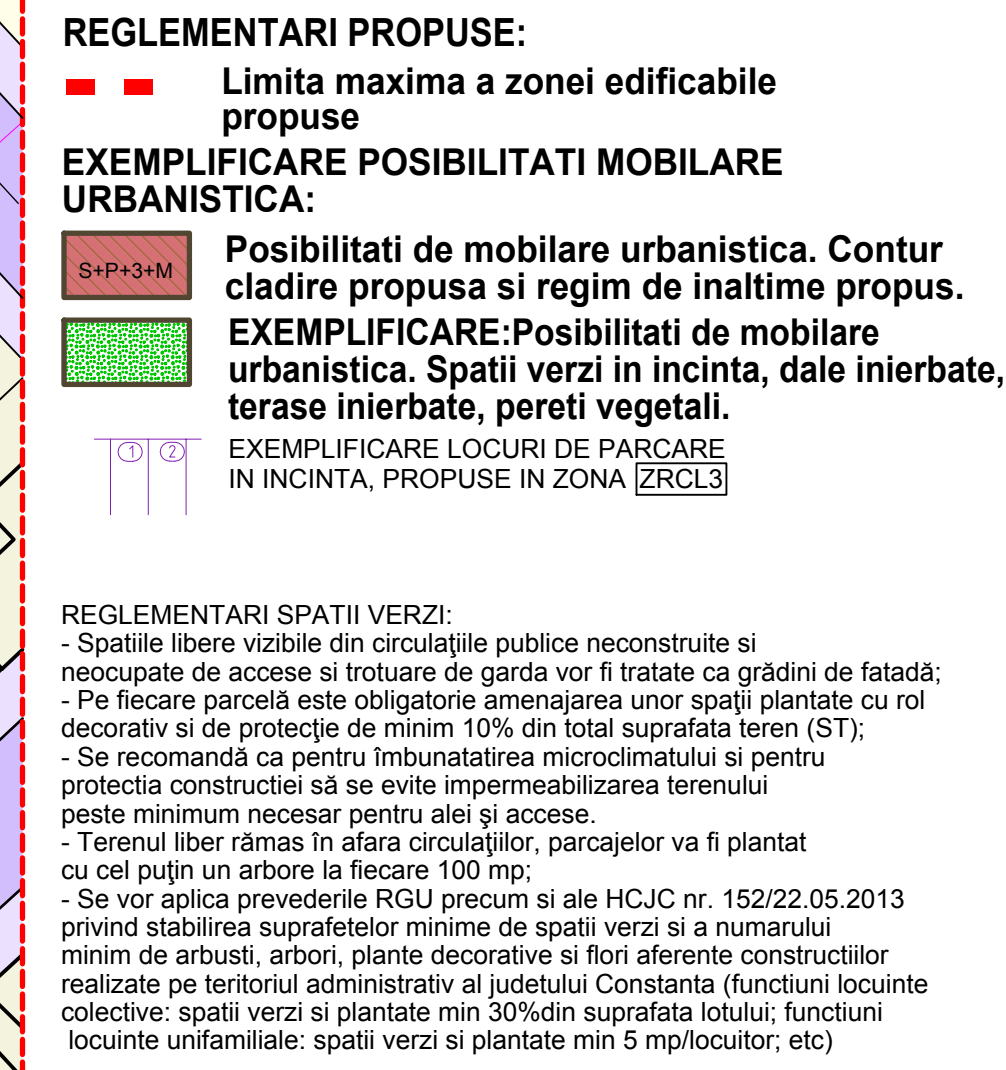 REGLEMENTARI PROPUSE:
Limita maxima a zonei edificabile
propuse
EXEMPLIFICARE POSIBILITATI MOBILARE
URBANISTICA:
S+P+3+M
Posibilitati de mobilare urbanistica. Contur
cladire propusa si regim de inaltime propus.
EXEMPLIFICARE:Posibilitati de mobilare
urbanistica. Spatii verzi in incinta, dale inierbate,
terase inierbate, pereti vegetali.
1 2
EXEMPLIFICARE LOCURI DE PARCARE
IN INCINTA, PROPUSE IN ZONA ZRCL3
REGLEMENTARI SPATII VERZI:
- Spatiile libere vizibile din circulaţiile publice neconstruite si
neocupate de accese si trotuare de garda vor fi tratate ca grădini de fatadă;
- Pe fiecare parcelă este obligatorie amenajarea unor spaţii plantate cu rol
decorativ si de protecţie de minim 10% din total suprafata teren (ST);
- Se recomandă ca pentru îmbunatatirea microclimatului si pentru
protectia constructiei să se evite impermeabilizarea terenului
peste minimum necesar pentru alei şi accese.
- Terenul liber rămas în afara circulaţiilor, parcajelor va fi plantat
cu cel puţin un arbore la fiecare 100 mp;
- Se vor aplica prevederile RGU precum si ale HCJC nr. 152/22.05.2013
privind stabilirea suprafetelor minime de spatii verzi si a numarului
minim de arbusti, arbori, plante decorative si flori aferente constructiilor
realizate pe teritoriul administrativ al judetului Constanta (functiuni locuinte
colective: spatii verzi si plantate min 30%din suprafata lotului; functiuni
locuinte unifamiliale: spatii verzi si plantate min 5 mp/locuitor; etc)